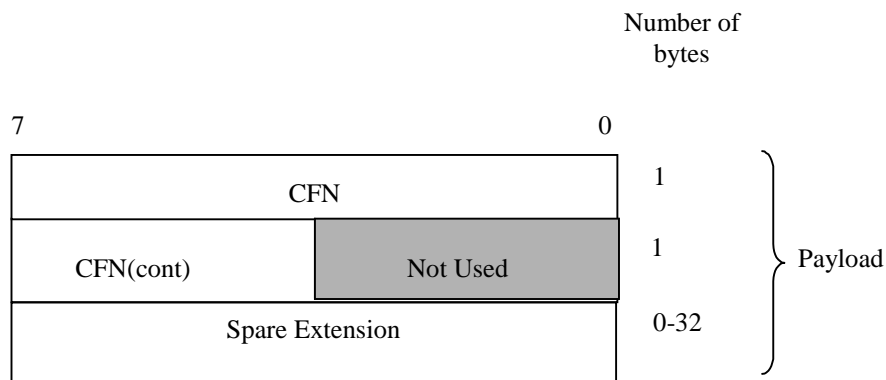 Number of
bytes
7 0
CFN 1
CFN(cont) Not Used 1
Payload
Spare Extension 0-32